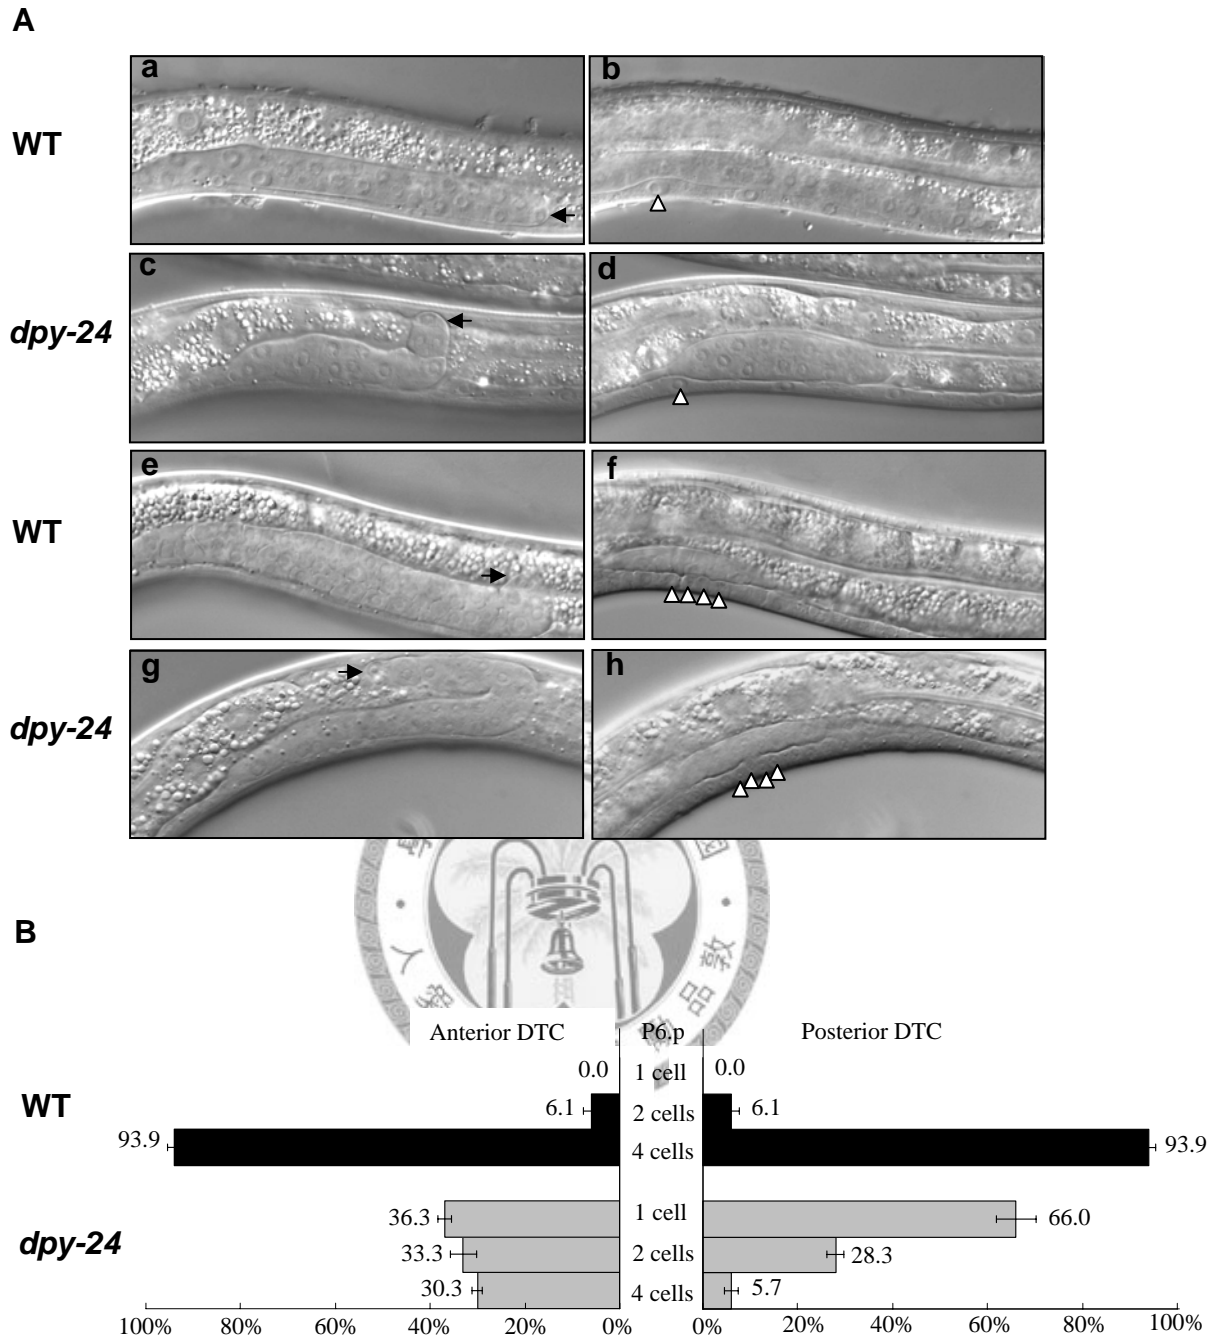 A
a
b
WT
c
d
dpy-24
e
f
WT
g
h
dpy-24
B
人
品
敦
Anterior DTC
P6.p
Posterior DTC
WT
0.0
1 cell
0.0
6.1
2 cells
6.1
93.9
4 cells
93.9
dpy-24
36.3
1 cell
66.0
33.3
2 cells
28.3
30.3
4 cells
5.7
100%
80%
60%
40%
20%
0%
0%
20%
40%
60%
80%
100%